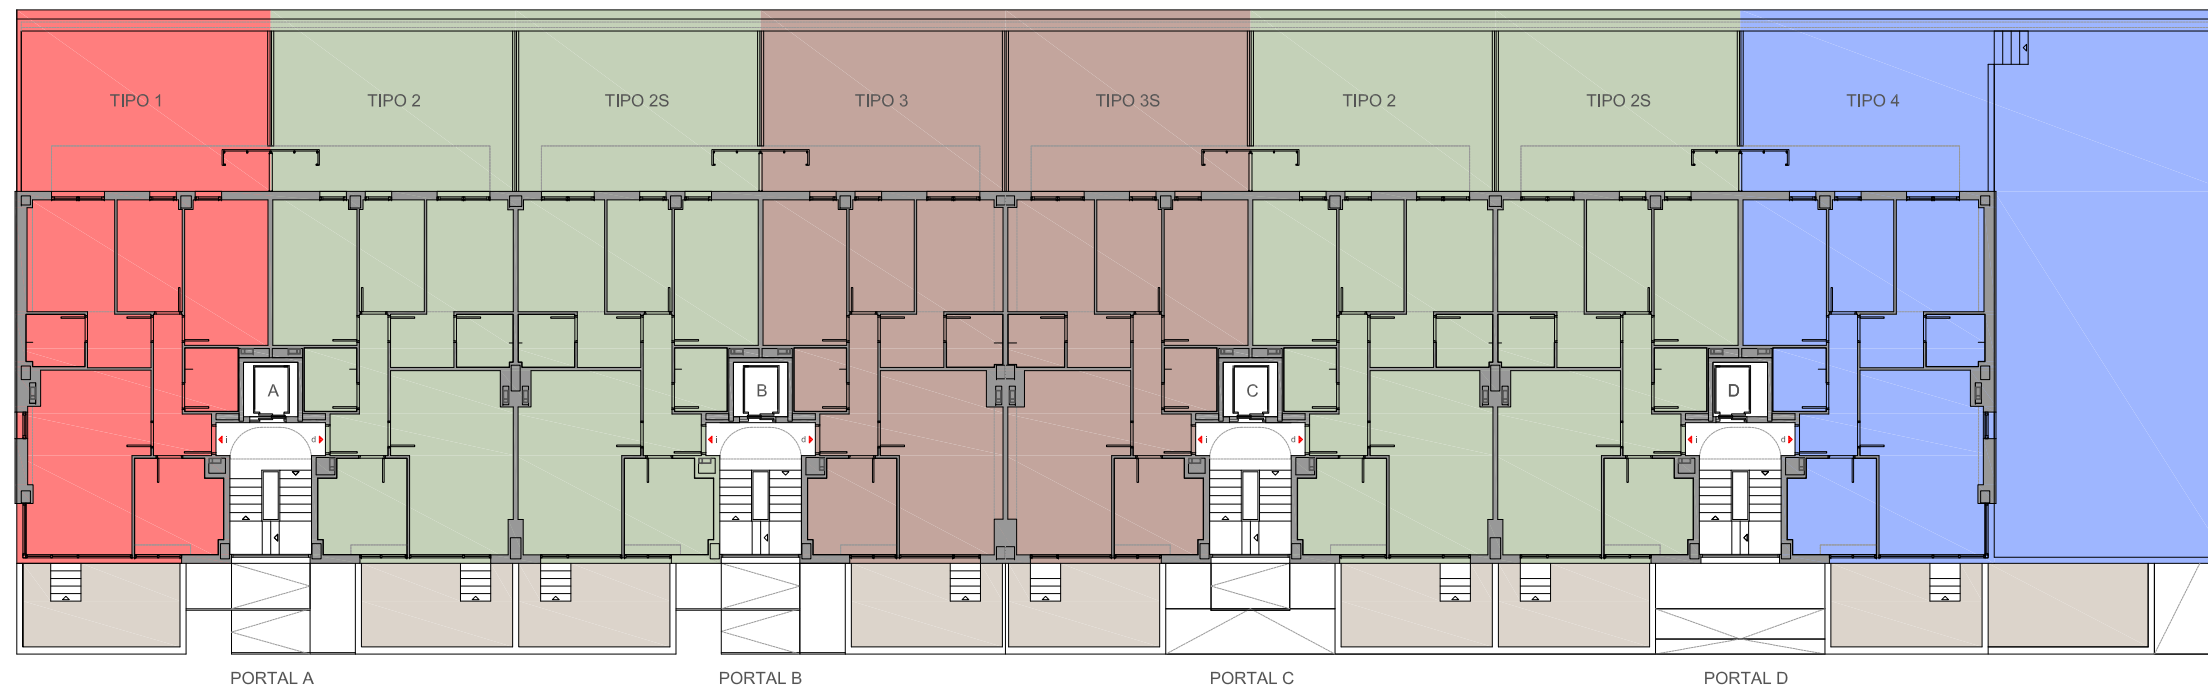 TIPO 1 TIPO 2 TIPO 2S TIPO 3 TIPO 3S TIPO 2 TIPO 2S TIPO 4
A B C D
i d i d i d i d
PORTAL A PORTAL B PORTAL C PORTAL D